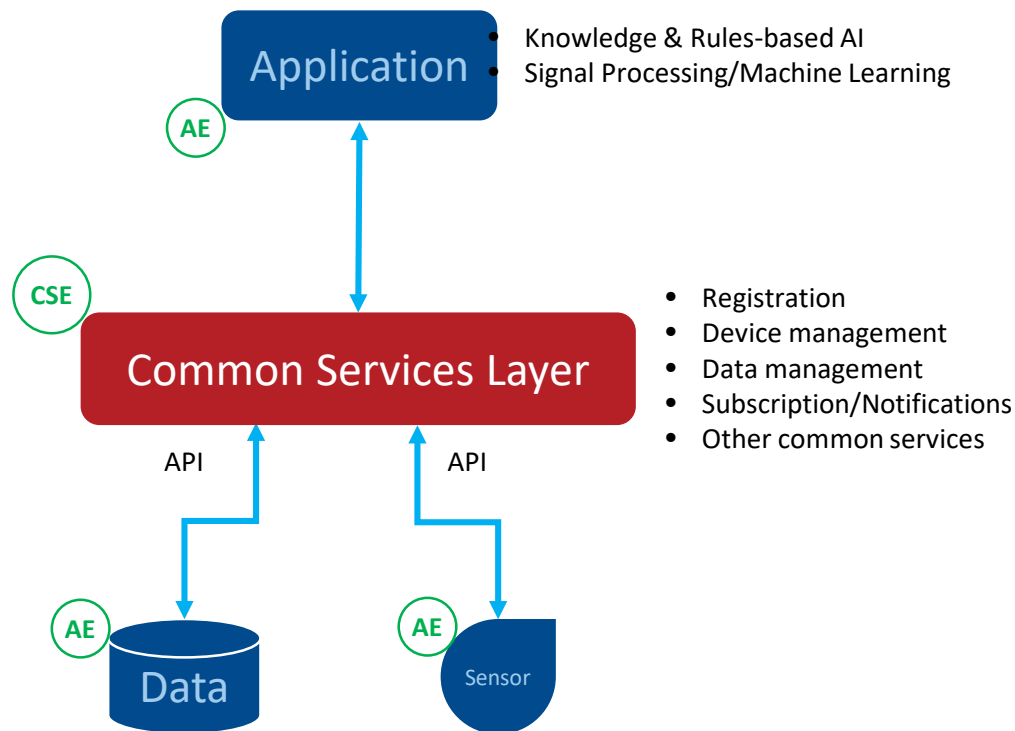 Application
• Knowledge & Rules-based AI
• Signal Processing/Machine Learning
AE
CSE
Common Services Layer
• Registration
• Device management
• Data management
• Subscription/Notifications
• Other common services
API
API
AE
AE
Data
Sensor